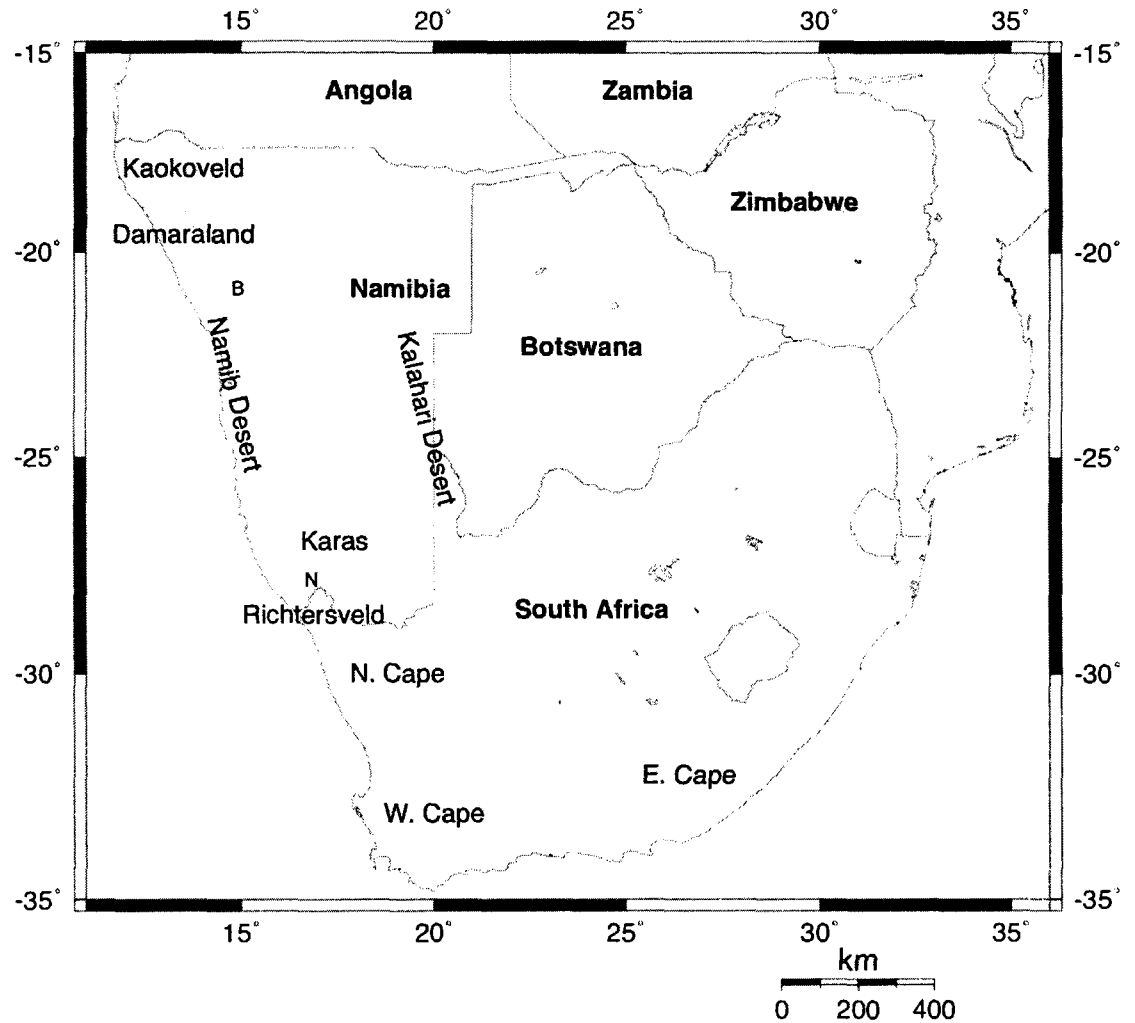 15° 20° 25° 30° 35°
-15° -15°
Angola Zambia
Kaokoveld
Zimbabwe
Damaraland
-20° -20°
B Namibia
Botswana
Namib Desert
Kalahari Desert
-25° -25°
Karas
N
Richtersveld South Africa
-30° N. Cape -30°
E. Cape
W. Cape
-35° -35°
15° 20° 25° 30° 35°
km
0 200 400